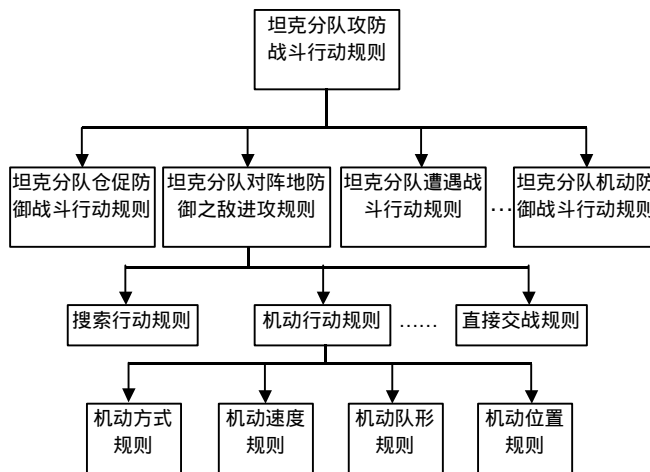 坦克分队攻防
战斗行动规则
坦克分队仓促防
御战斗行动规则
坦克分队对阵地防
御之敌进攻规则
坦克分队遭遇战
斗行动规则
…
坦克分队机动防
御战斗行动规则
搜索行动规则
机动行动规则
……
直接交战规则
机动方式
规则
机动速度
规则
机动队形
规则
机动位置
规则